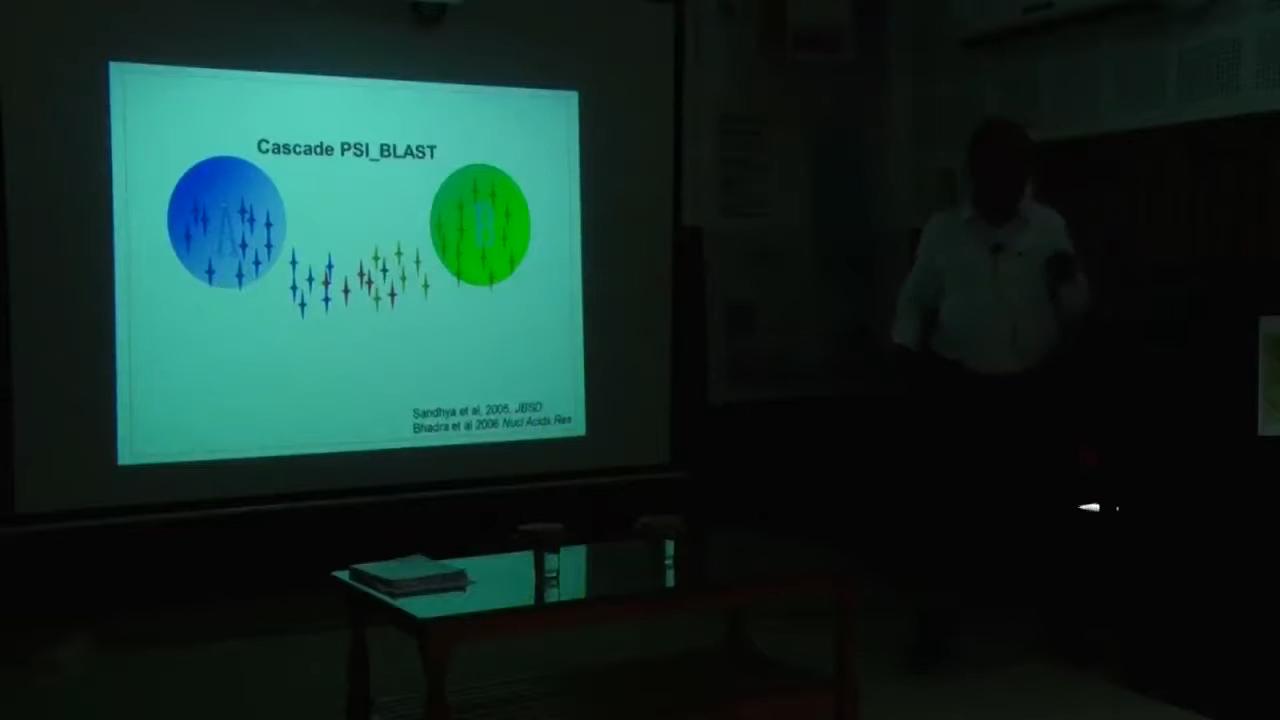 Cascade PSI_BLAST
A
B
Sandhya et al, 2005, JBSD
Bhadra et al 2006 Nucl Acids Res